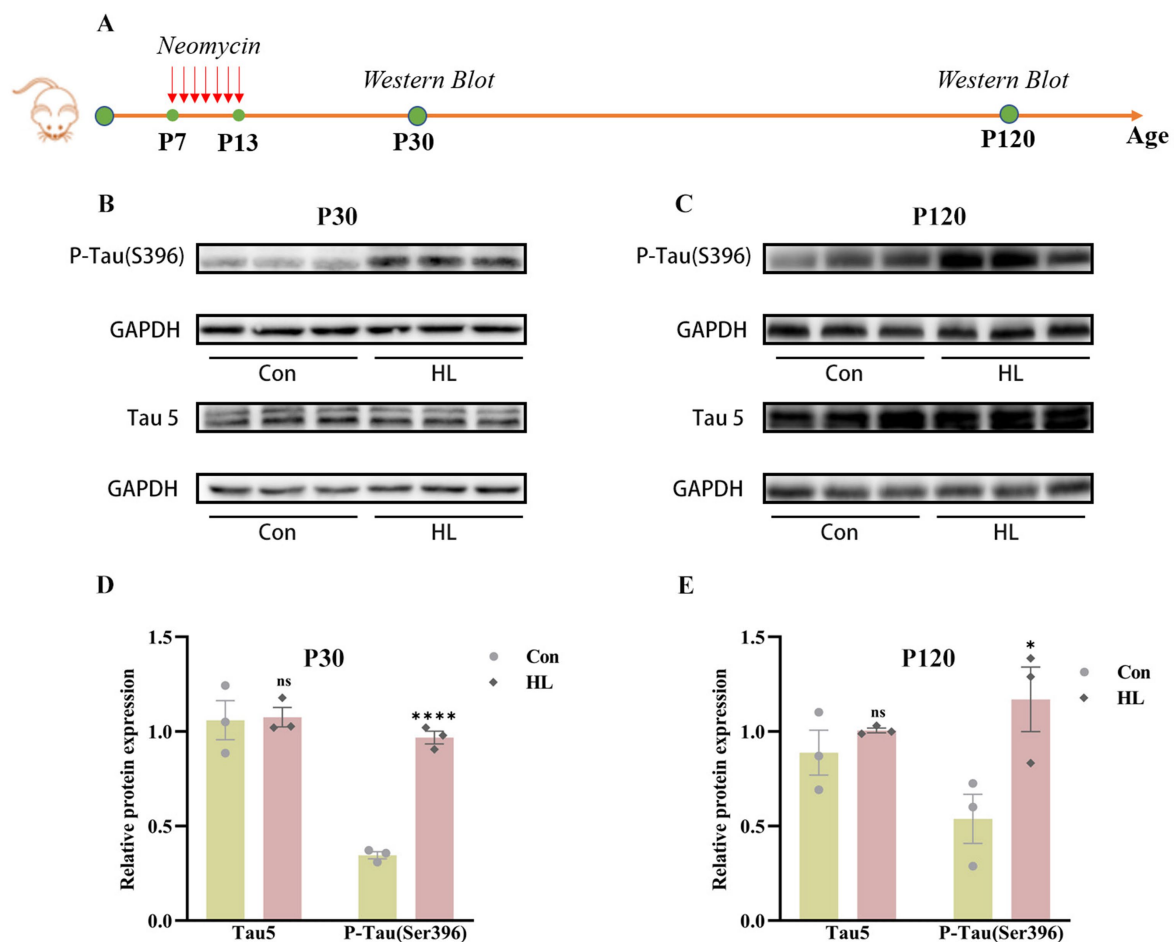 A
Neomycin
Western Blot
Western Blot
P7
P13
P30
P120
Age
B
P30
P-Tau(S396)
GAPDH
Con
HL
Tau 5
GAPDH
Con
HL
C
P120
P-Tau(S396)
GAPDH
Con
HL
Tau 5
GAPDH
Con
HL
D
P30
Relative protein expression
1.5
1.0
0.5
0.0
ns
****
Con
HL
Tau5
P-Tau(Ser396)
E
P120
Relative protein expression
1.5
1.0
0.5
0.0
ns
*
Con
HL
Tau5
P-Tau(Ser396)